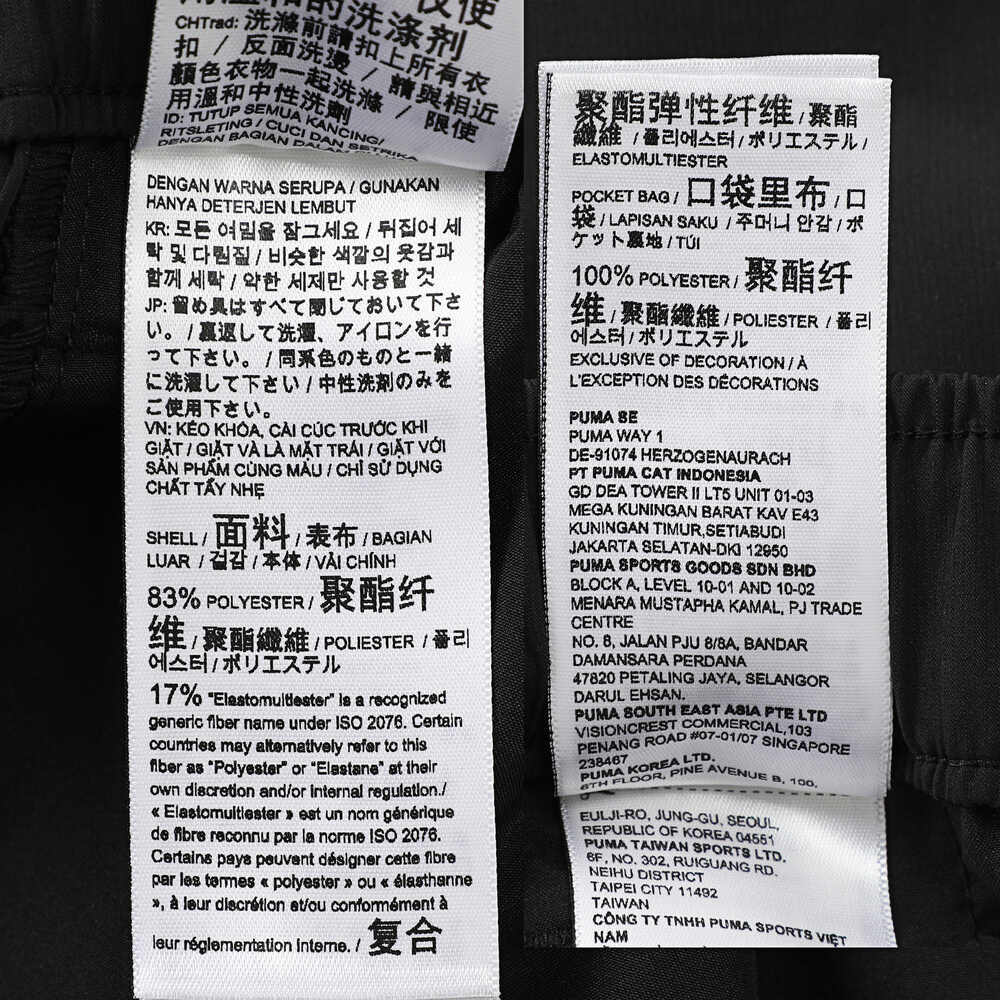 用温和的洗涤剂
CHTrad: 洗滌前請扣上所有衣
扣 / 反面洗燙 / 請與相近
顏色衣物一起洗滌 / 限使
用溫和中性洗劑
ID: TUTUP SEMUA KANCING/
RITSLETING / CUCI DAN SETRIKA
DENGAN BAGIAN DALAM
DENGAN WARNA SERUPA / GUNAKAN
HANYA DETERJEN LEMBUT
KR: 모든 여밈을 잠그세요 / 뒤집어 세
탁 및 다림질 / 비슷한 색깔의 옷감과
함께 세탁 / 약한 세제만 사용할 것
JP: 留め具はすべて閉じておいて下さ
い。 / 裏返して洗濯、アイロンを行
って下さい。 / 同系色のものと一緒
に洗濯して下さい / 中性洗剤のみを
ご使用下さい。
VN: KÉO KHÓA, CÀI CÚC TRƯỚC KHI
GIẶT / GIẶT VÀ LÀ MẶT TRÁI / GIẶT VỚI
SẢN PHẨM CÙNG MÀU / CHỈ SỬ DỤNG
CHẤT TẨY NHẸ
SHELL / 面料 / 表布 / BAGIAN
LUAR / 겉감 / 本体 / VẢI CHÍNH
83% POLYESTER / 聚酯纤
维 / 聚酯纖維 / POLIESTER / 폴리
에스터 / ポリエステル
17% "Elastomultiester" is a recognized
generic fiber name under ISO 2076. Certain
countries may alternatively refer to this
fiber as "Polyester" or "Elastane" at their
own discretion and/or internal regulation./
« Elastomultiester » est un nom générique
de fibre reconnu par la norme ISO 2076.
Certains pays peuvent désigner cette fibre
par les termes « polyester » ou « élasthanne
», à leur discrétion et/ou conformément à
leur réglementation interne. / 复合
聚酯弹性纤维 / 聚酯
纖維 / 폴리에스터 / ポリエステル /
ELASTOMULTIESTER
POCKET BAG / 口袋里布 / 口
袋 / LAPISAN SAKU / 주머니 안감 / ポ
ケット裏地 / TÚI
100% POLYESTER / 聚酯纤
维 / 聚酯纖維 / POLIESTER / 폴리
에스터 / ポリエステル
EXCLUSIVE OF DECORATION / À
L'EXCEPTION DES DÉCORATIONS
PUMA SE
PUMA WAY 1
DE-91074 HERZOGENAURACH
PT PUMA CAT INDONESIA
GD DEA TOWER II LT5 UNIT 01-03
MEGA KUNINGAN BARAT KAV E43
KUNINGAN TIMUR,SETIABUDI
JAKARTA SELATAN-DKI 12950
PUMA SPORTS GOODS SDN BHD
BLOCK A, LEVEL 10-01 AND 10-02
MENARA MUSTAPHA KAMAL, PJ TRADE
CENTRE
NO. 8, JALAN PJU 8/8A, BANDAR
DAMANSARA PERDANA
47820 PETALING JAYA, SELANGOR
DARUL EHSAN.
PUMA SOUTH EAST ASIA PTE LTD
VISIONCREST COMMERCIAL,103
PENANG ROAD #07-01/07 SINGAPORE
238467
PUMA KOREA LTD.
6TH FLOOR, PINE AVENUE B, 100,
EULJI-RO, JUNG-GU, SEOUL,
REPUBLIC OF KOREA 04551
PUMA TAIWAN SPORTS LTD.
6F, NO. 302, RUIGUANG RD.
NEIHU DISTRICT
TAIPEI CITY 11492
TAIWAN
CÔNG TY TNHH PUMA SPORTS VIỆT
NAM